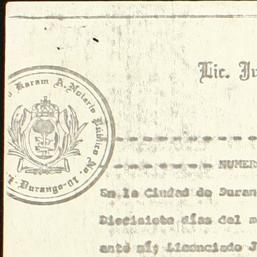 Lic. Ju
o Karam A. Notario Público No.
1. Durango-10.
NUMER
En la Ciudad de Duran
Diecisiete días del m
ante mí; Licenciado J